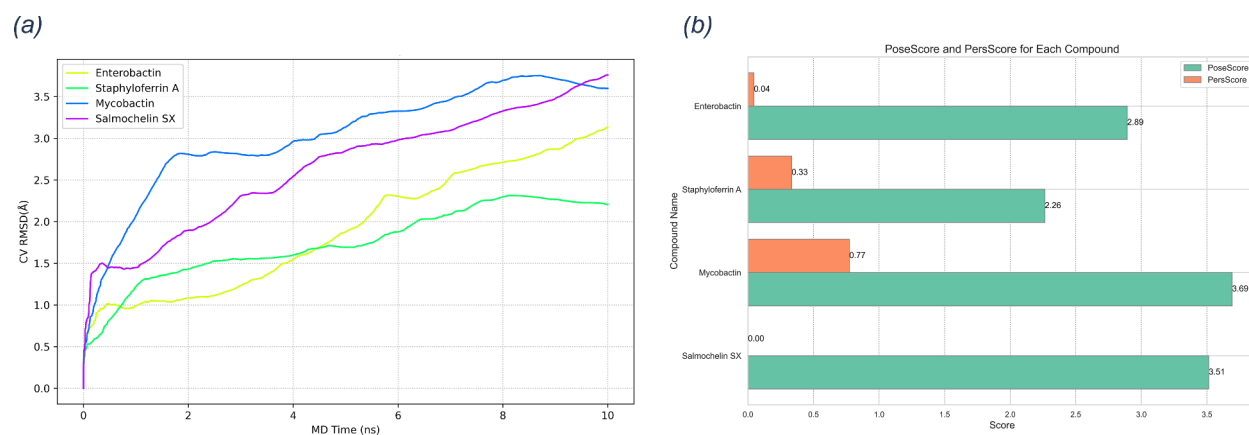 (a)
Enterobactin
Staphyloferrin A
Mycobactin
Salmochelin SX
3.5
3.0
2.5
2.0
1.5
1.0
0.5
0.0
CV RMSD(Å)
0 2 4 6 8 10
MD Time (ns)
(b)
PoseScore and PersScore for Each Compound
PoseScore
PersScore
Compound Name
Enterobactin
0.04
2.89
Staphyloferrin A
0.33
2.26
Mycobactin
0.77
3.69
Salmochelin SX
0.00
3.51
0.0 0.5 1.0 1.5 2.0 2.5 3.0 3.5
Score